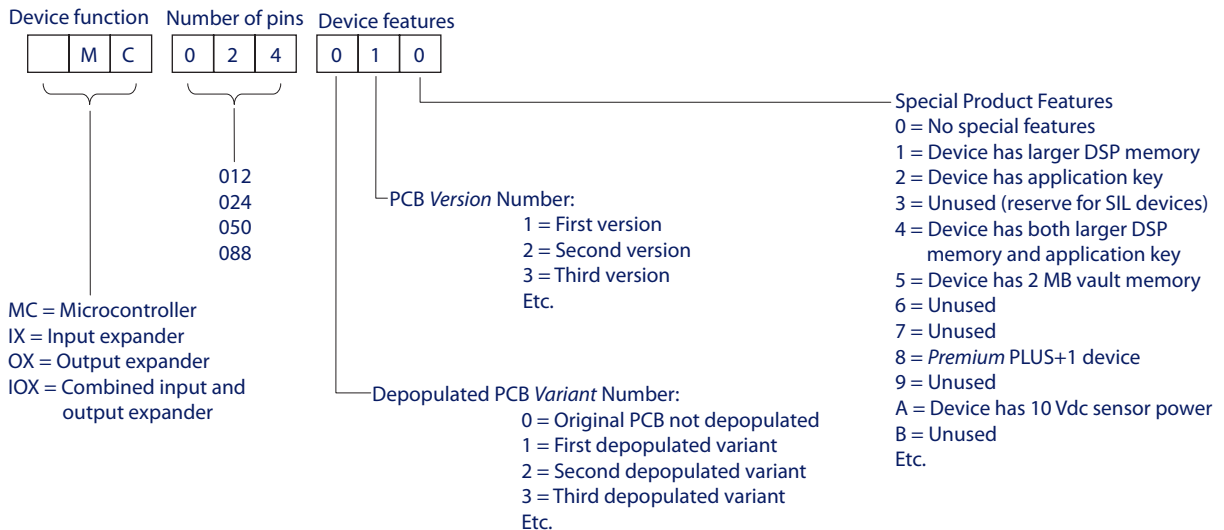 Device function Number of pins Device features
M C 0 2 4 0 1 0
Special Product Features
0 = No special features
1 = Device has larger DSP memory
2 = Device has application key
3 = Unused (reserve for SIL devices)
4 = Device has both larger DSP
memory and application key
5 = Device has 2 MB vault memory
6 = Unused
7 = Unused
8 = Premium PLUS+1 device
9 = Unused
A = Device has 10 Vdc sensor power
B = Unused
Etc.
012
024
050
088
PCB Version Number:
1 = First version
2 = Second version
3 = Third version
Etc.
MC = Microcontroller
IX = Input expander
OX = Output expander
IOX = Combined input and
output expander
Depopulated PCB Variant Number:
0 = Original PCB not depopulated
1 = First depopulated variant
2 = Second depopulated variant
3 = Third depopulated variant
Etc.